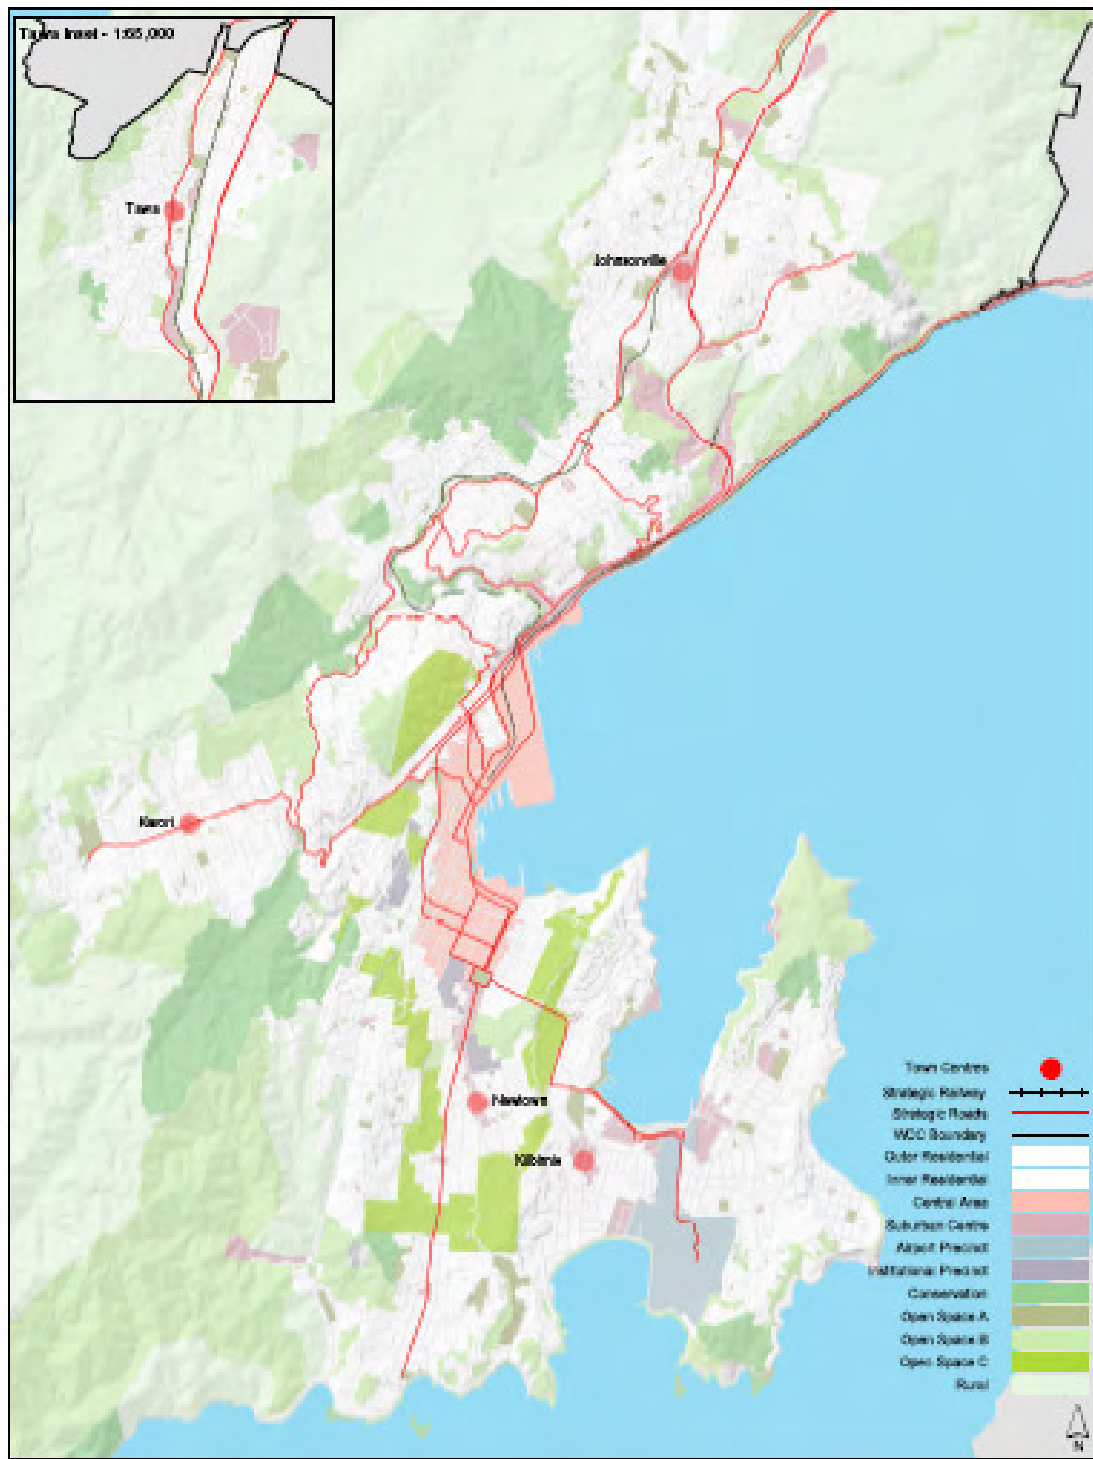 Tawa Inset - 1:65,000
Tawa
Johnsonville
Karori
Newtown
Kilbirnie
Town Centres
Strategic Railway
Strategic Roads
WCC Boundary
Outer Residential
Inner Residential
Central Area
Suburban Centre
Airport Precinct
Institutional Precinct
Conservation
Open Space A
Open Space B
Open Space C
Rural
N